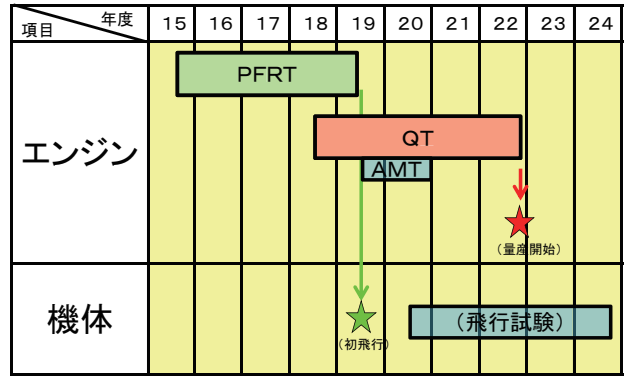 項目 年度 15 16 17 18 19 20 21 22 23 24
エンジン
PFRT
QT
AMT
(量産開始)
機体
(初飛行)
(飛行試験)